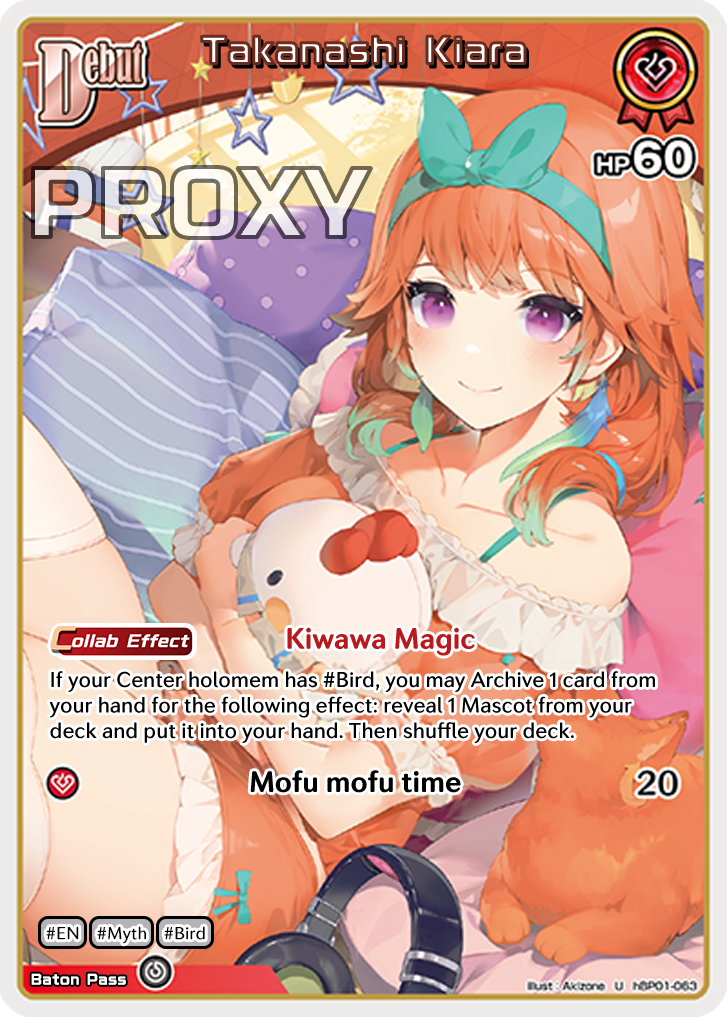 Debut
Takanashi Kiara
HP60
PROXY
Collab Effect
Kiwawa Magic
If your Center holomem has #Bird, you may Archive 1 card from
your hand for the following effect: reveal 1 Mascot from your
deck and put it into your hand. Then shuffle your deck.
Mofu mofu time 20
#EN #Myth #Bird
Baton Pass
Illust : Akizone U hBP01-063